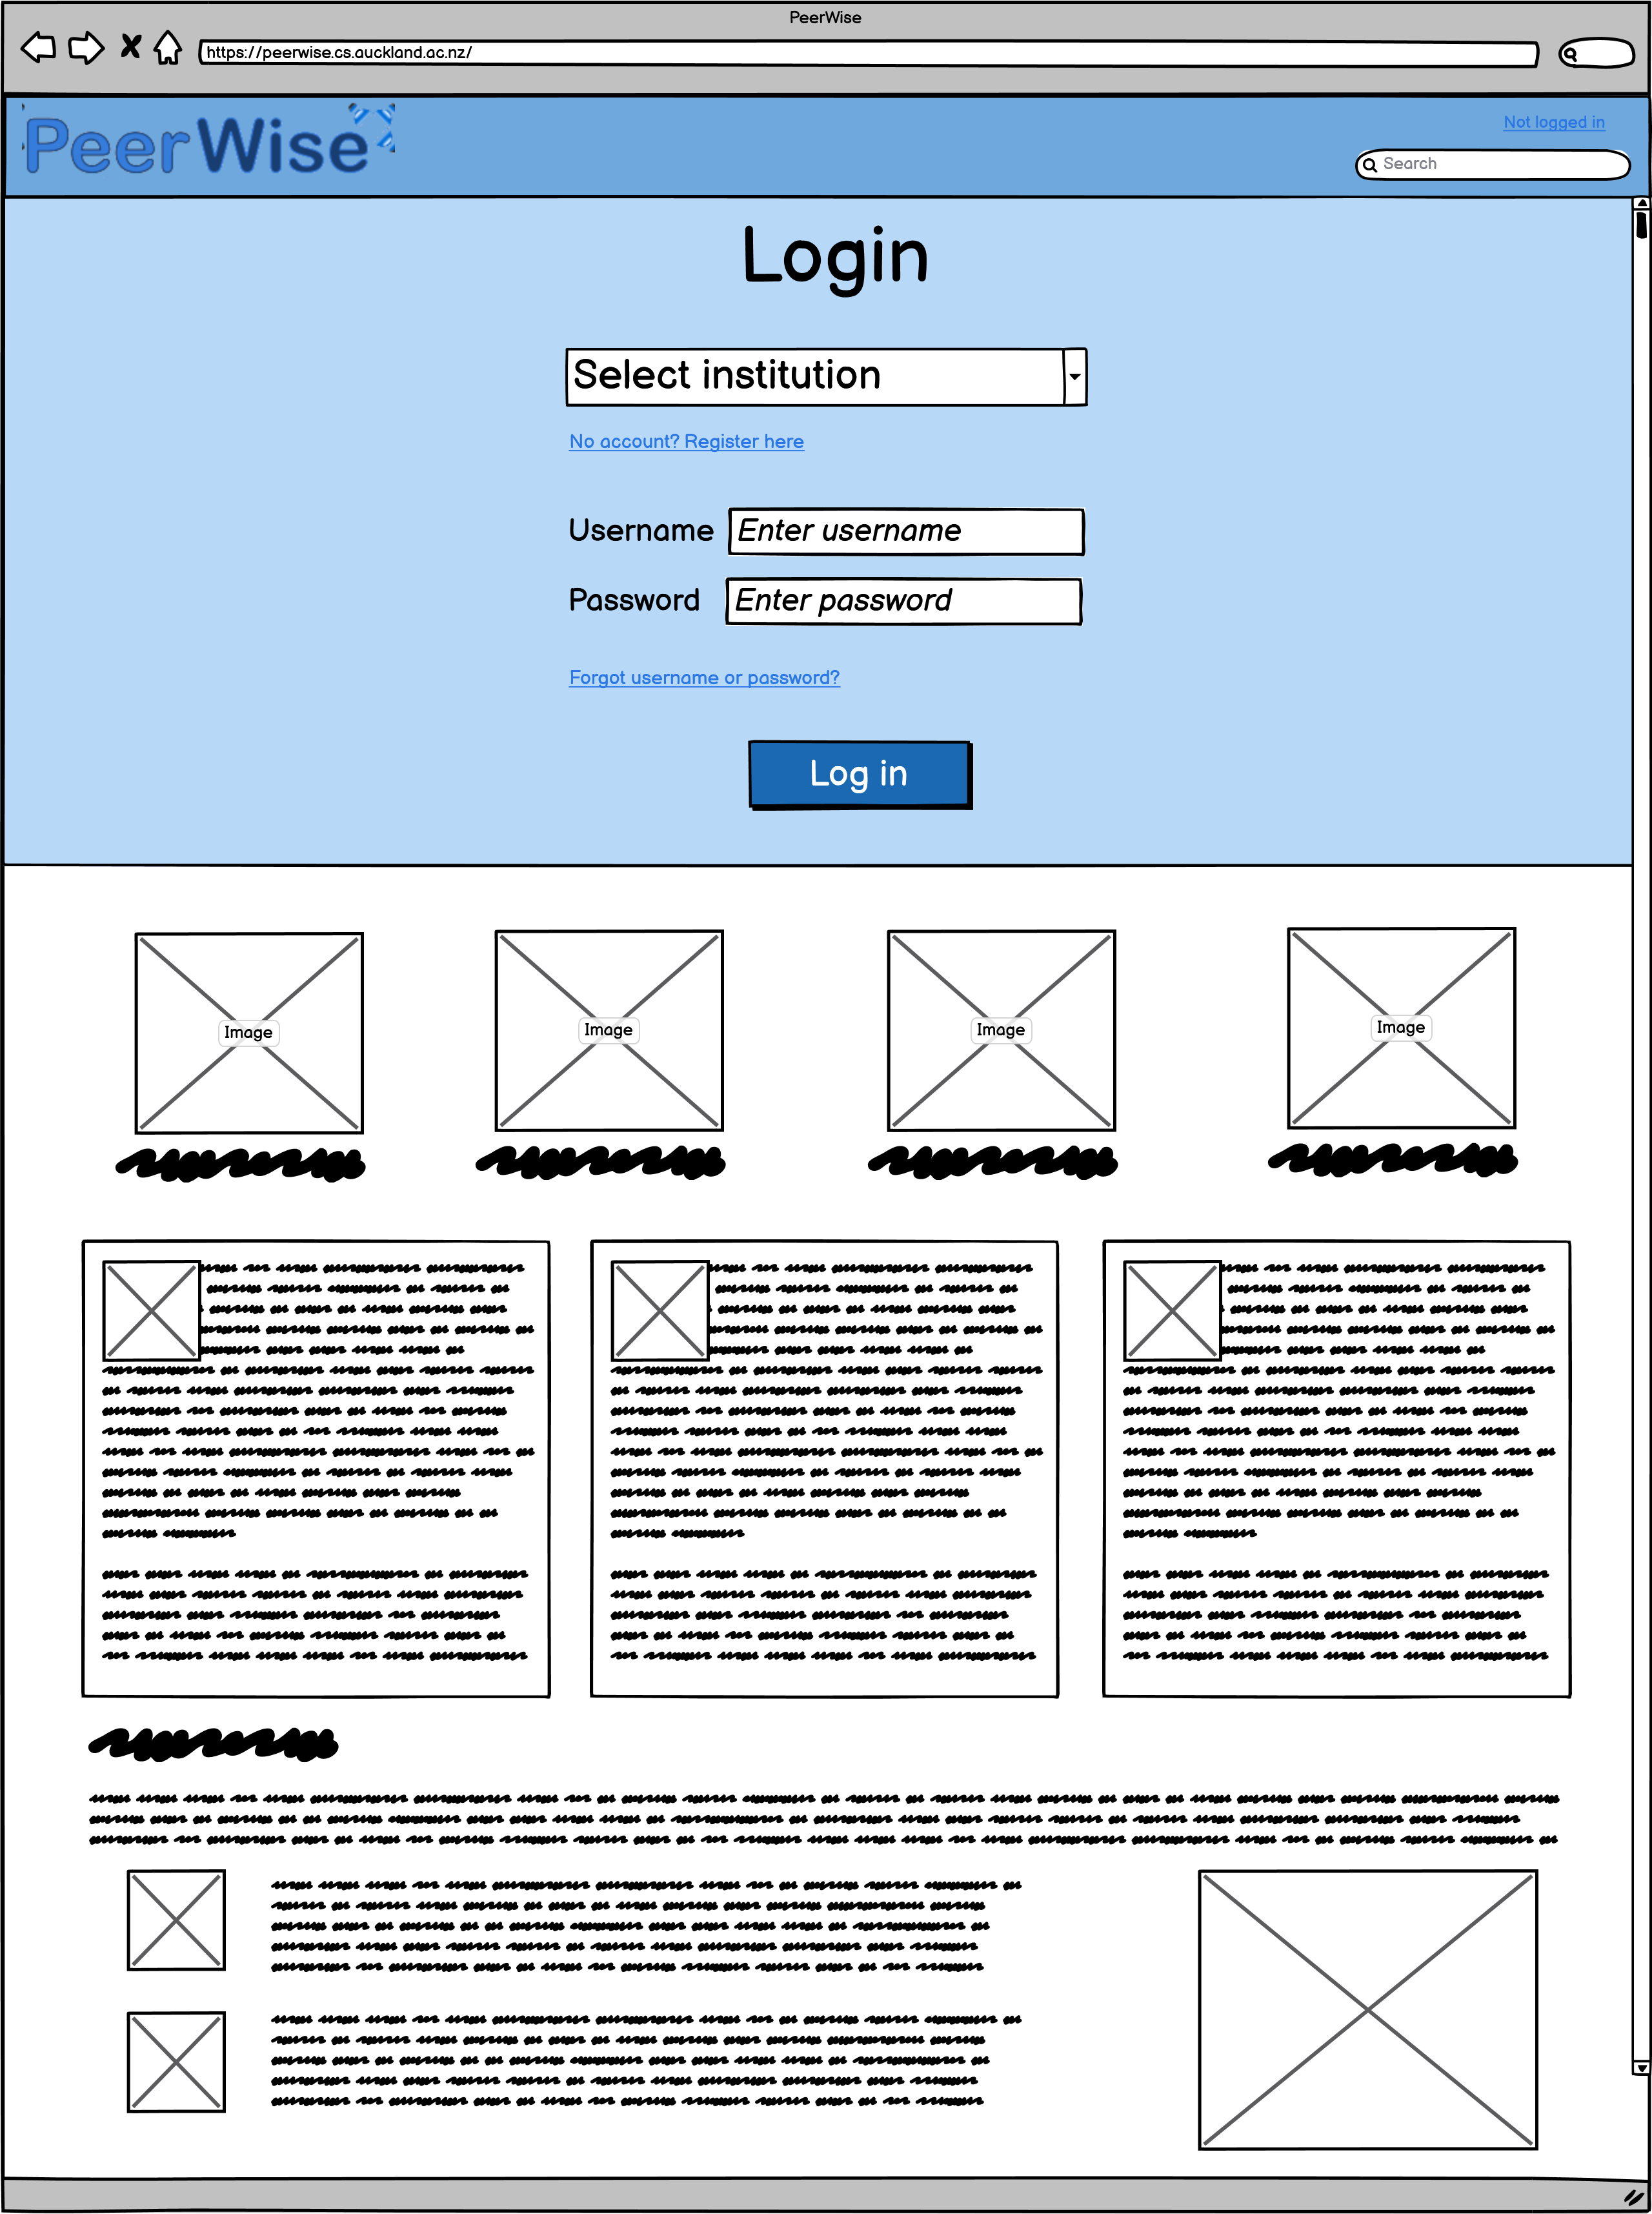 PeerWise
https://peerwise.cs.auckland.ac.nz/
PeerWise
Not logged in
Search
Login
Select institution
No account? Register here
Username Enter username
Password Enter password
Forgot username or password?
Log in
Image Image Image Image